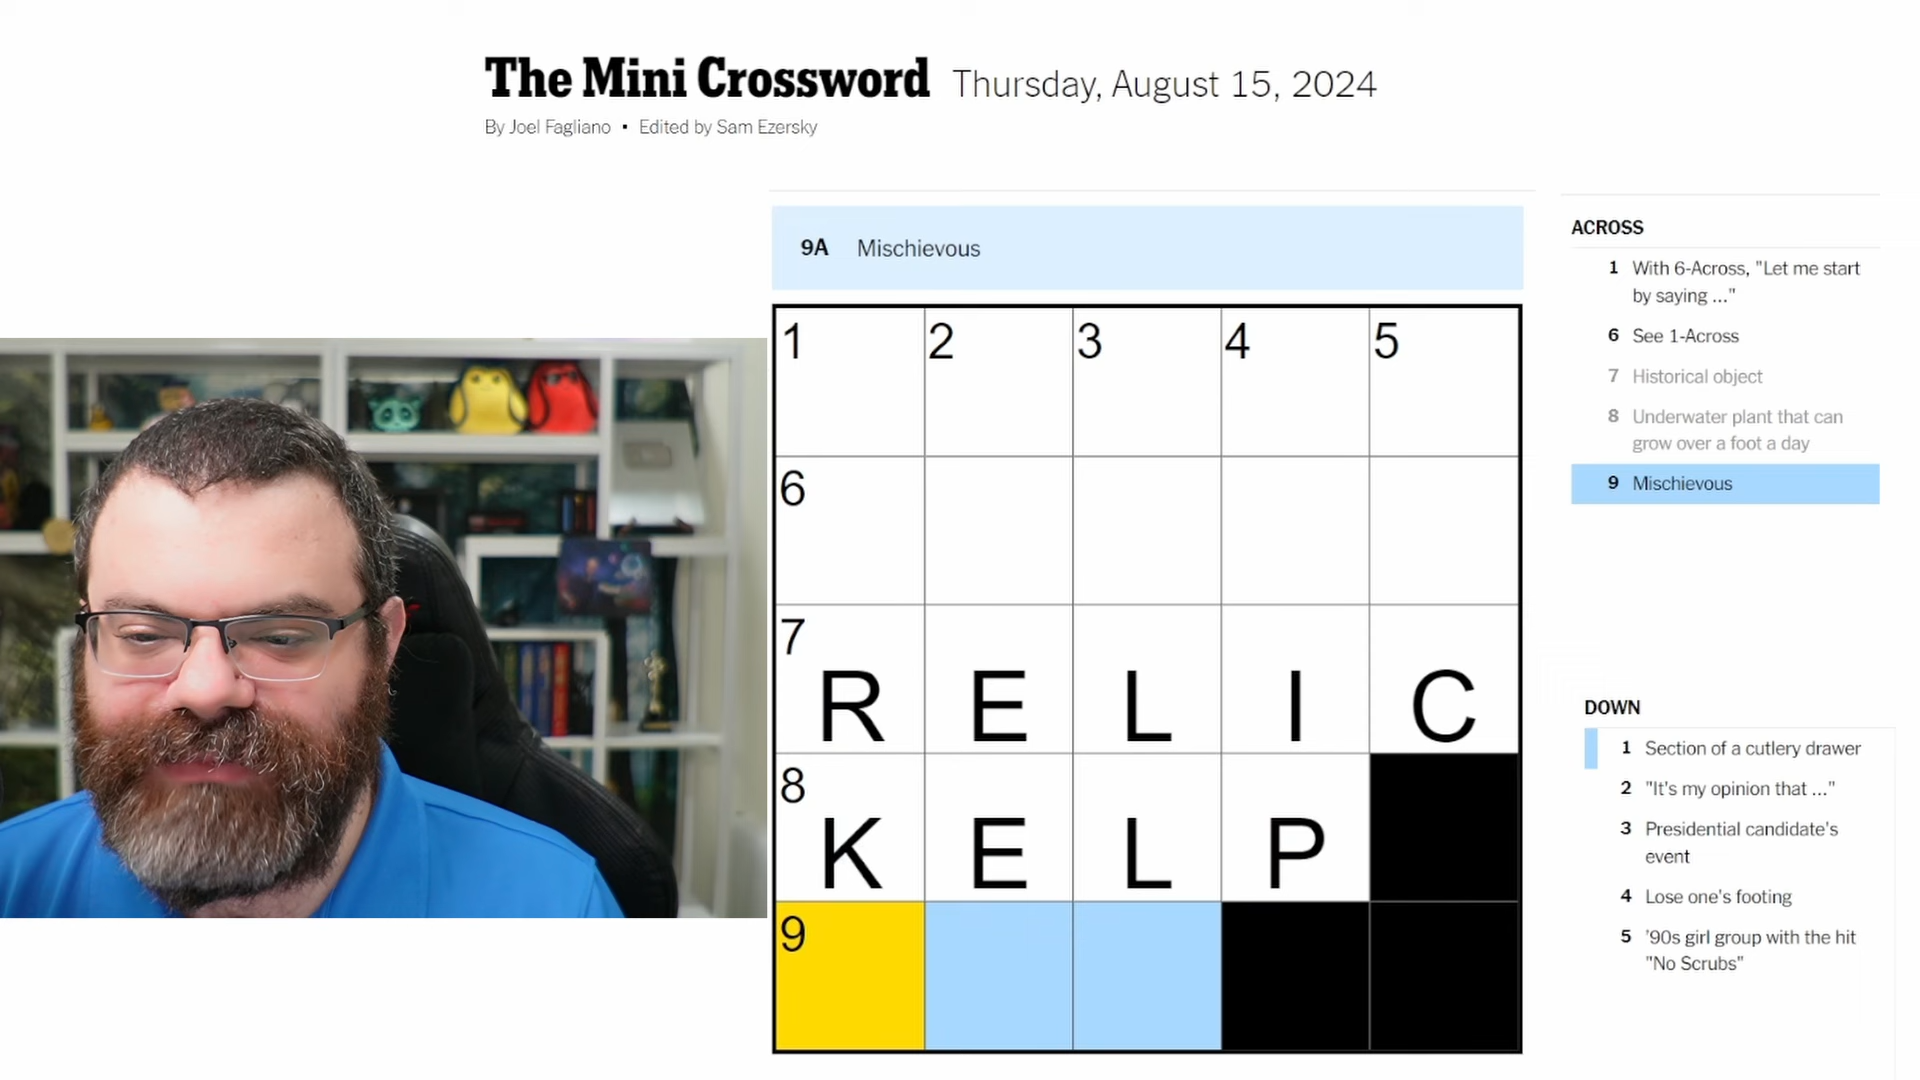 The Mini Crossword Thursday, August 15, 2024
By Joel Fagliano • Edited by Sam Ezersky
9A Mischievous
1 2 3 4 5
6
7
R E L I C
8
K E L P
9
ACROSS
1 With 6-Across, "Let me start
by saying ..."
6 See 1-Across
7 Historical object
8 Underwater plant that can
grow over a foot a day
9 Mischievous
DOWN
1 Section of a cutlery drawer
2 "It's my opinion that ..."
3 Presidential candidate's
event
4 Lose one's footing
5 '90s girl group with the hit
"No Scrubs"